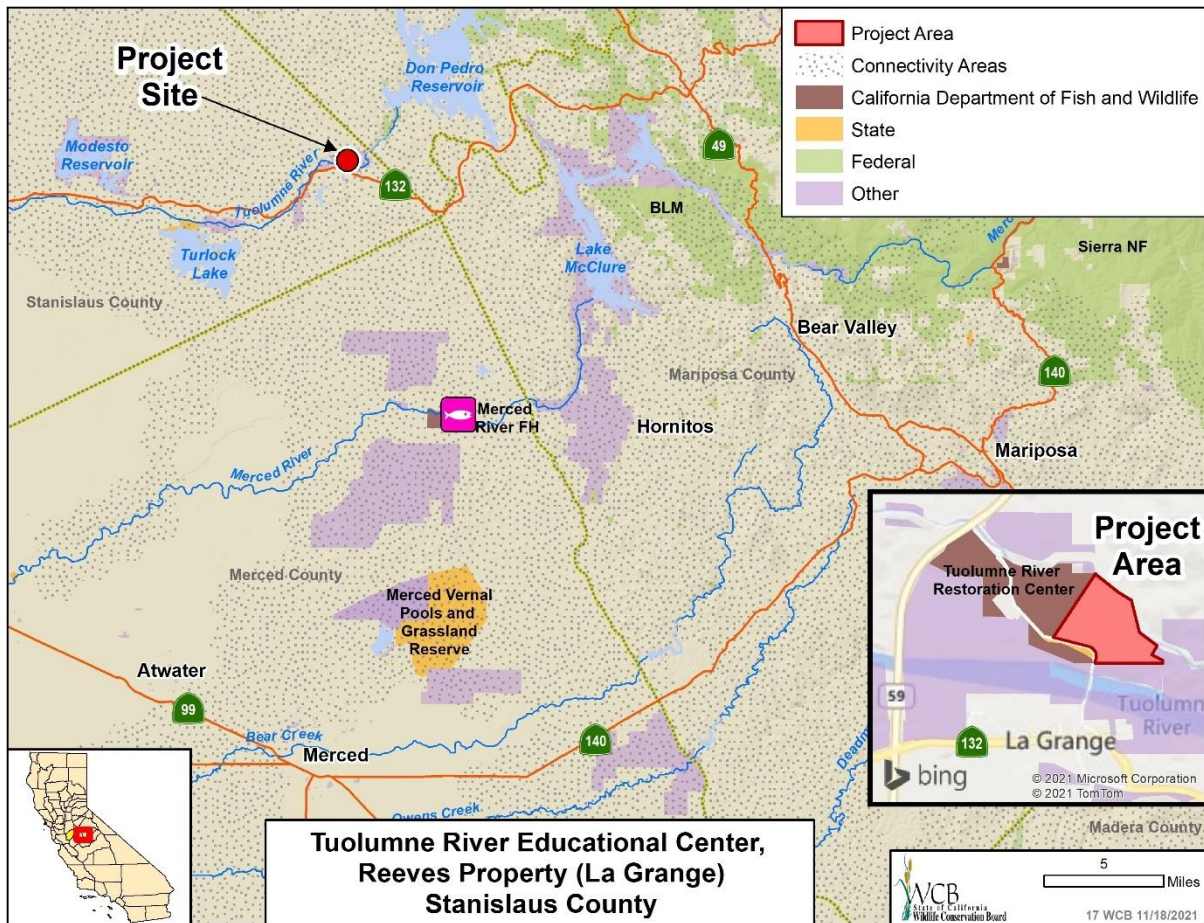 Project
Site
Don Pedro
Reservoir
Modesto
Reservoir
Tuolumne River
132
49
Project Area
Connectivity Areas
California Department of Fish and Wildlife
State
Federal
Other
BLM
Merc
Sierra NF
Turlock
Lake
Lake
McClure
Stanislaus County
Bear Valley
140
Mariposa County
Merced
River FH
Hornitos
Mariposa
Merced River
Merced County
Merced Vernal
Pools and
Grassland
Reserve
Atwater
99
Bear Creek
Merced
140
Deadm
Owens Creek
Project
Area
Tuolumne River
Restoration Center
59
Tuolumn
River
132
La Grange
bing
© 2021 Microsoft Corporation
© 2021 TomTom
Madera County
Tuolumne River Educational Center,
Reeves Property (La Grange)
Stanislaus County
WCB
State of California
Wildlife Conservation Board
5
Miles
17 WCB 11/18/2021